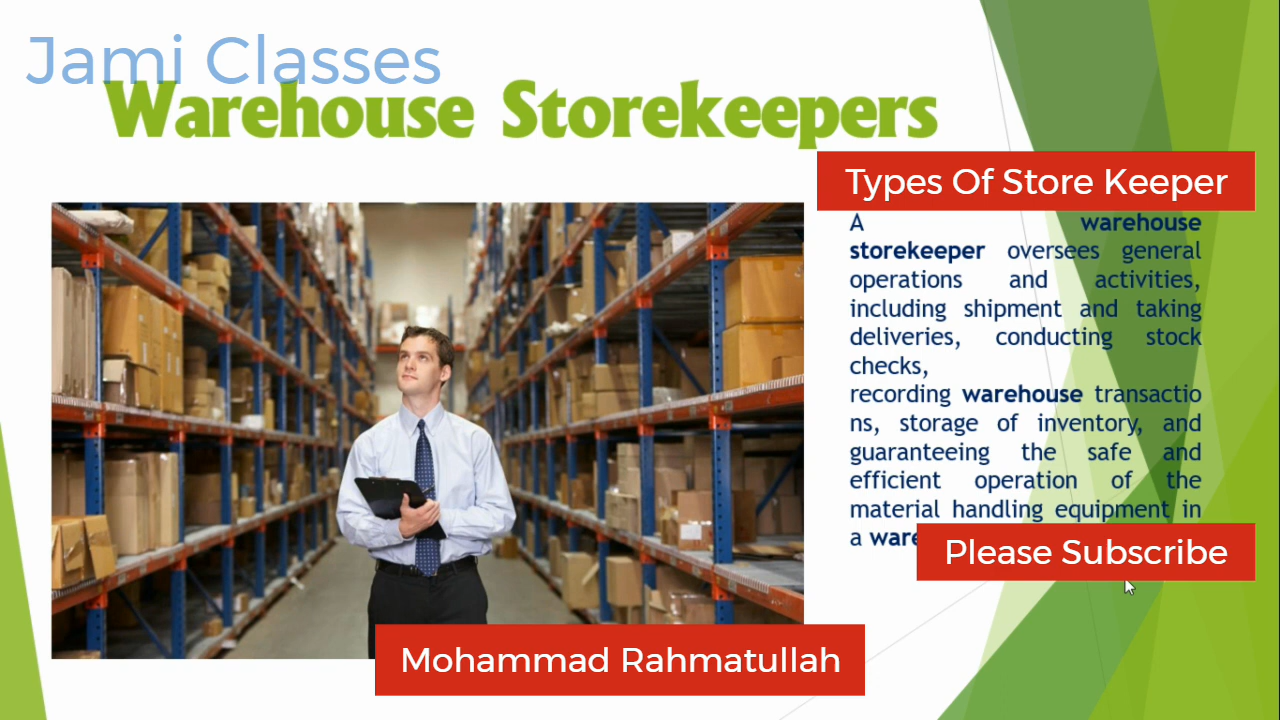 Jami Classes
Warehouse Storekeepers
Types Of Store Keeper
A warehouse
storekeeper oversees general
operations and activities,
including shipment and taking
deliveries, conducting stock
checks,
recording warehouse transactio
ns, storage of inventory, and
guaranteeing the safe and
efficient operation of the
material handling equipment in
a
Please Subscribe
Mohammad Rahmatullah